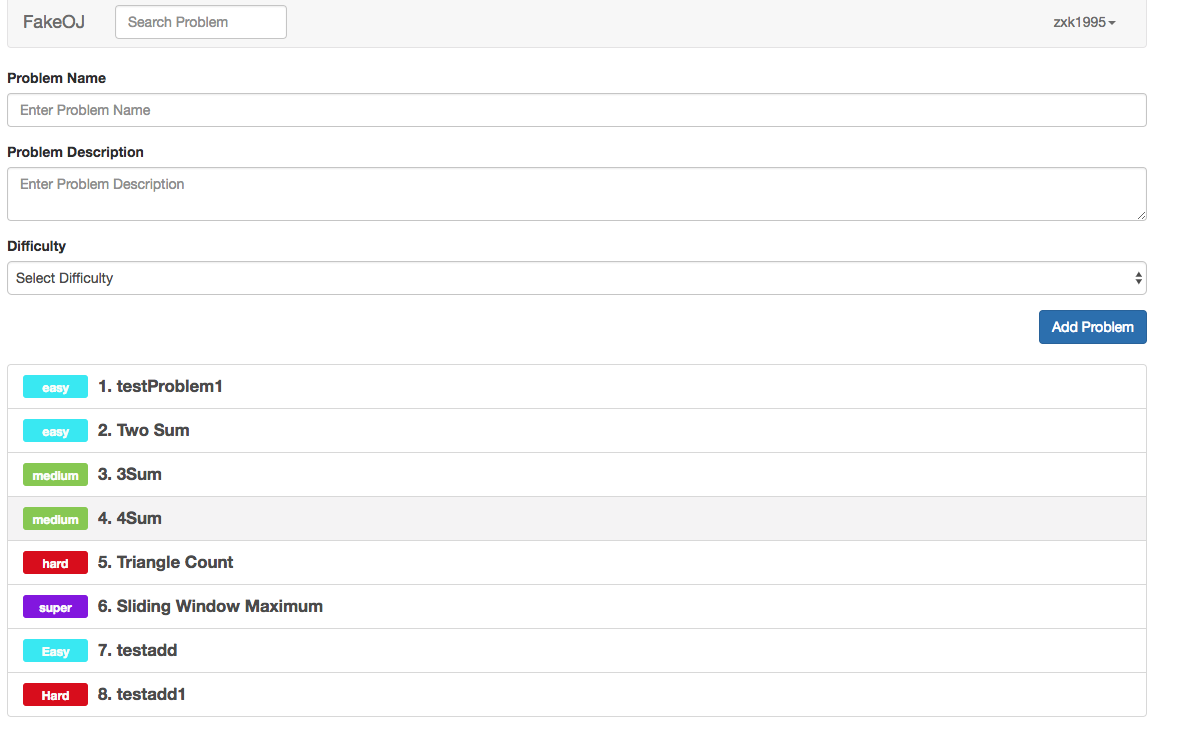 FakeOJ Search Problem zxk1995
Problem Name
Enter Problem Name
Problem Description
Enter Problem Description
Difficulty
Select Difficulty
Add Problem
easy 1. testProblem1
easy 2. Two Sum
medium 3. 3Sum
medium 4. 4Sum
hard 5. Triangle Count
super 6. Sliding Window Maximum
Easy 7. testadd
Hard 8. testadd1